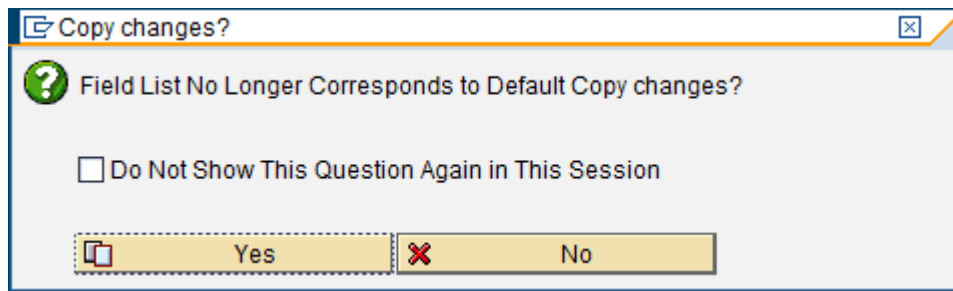 Copy changes?
Field List No Longer Corresponds to Default Copy changes?
Do Not Show This Question Again in This Session
Yes No